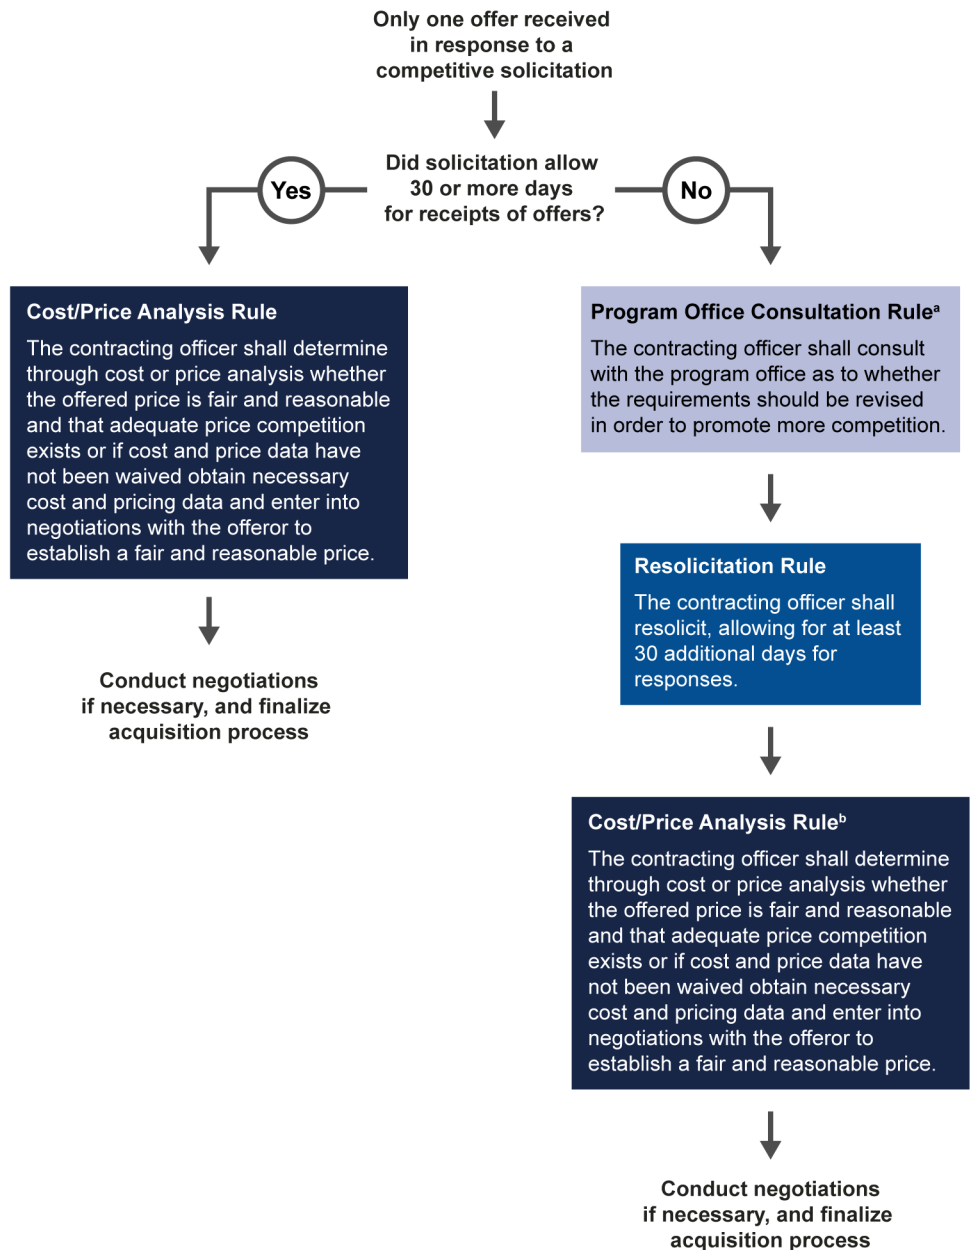 Only one offer received
in response to a
competitive solicitation
Did solicitation allow
30 or more days
for receipts of offers?
Yes
No
Cost/Price Analysis Rule
The contracting officer shall determine
through cost or price analysis whether
the offered price is fair and reasonable
and that adequate price competition
exists or if cost and price data have
not been waived obtain necessary
cost and pricing data and enter into
negotiations with the offeror to
establish a fair and reasonable price.
Conduct negotiations
if necessary, and finalize
acquisition process
Program Office Consultation Ruleᵃ
The contracting officer shall consult
with the program office as to whether
the requirements should be revised
in order to promote more competition.
Resolicitation Rule
The contracting officer shall
resolicit, allowing for at least
30 additional days for
responses.
Cost/Price Analysis Ruleᵇ
The contracting officer shall determine
through cost or price analysis whether
the offered price is fair and reasonable
and that adequate price competition
exists or if cost and price data have
not been waived obtain necessary
cost and pricing data and enter into
negotiations with the offeror to
establish a fair and reasonable price.
Conduct negotiations
if necessary, and finalize
acquisition process